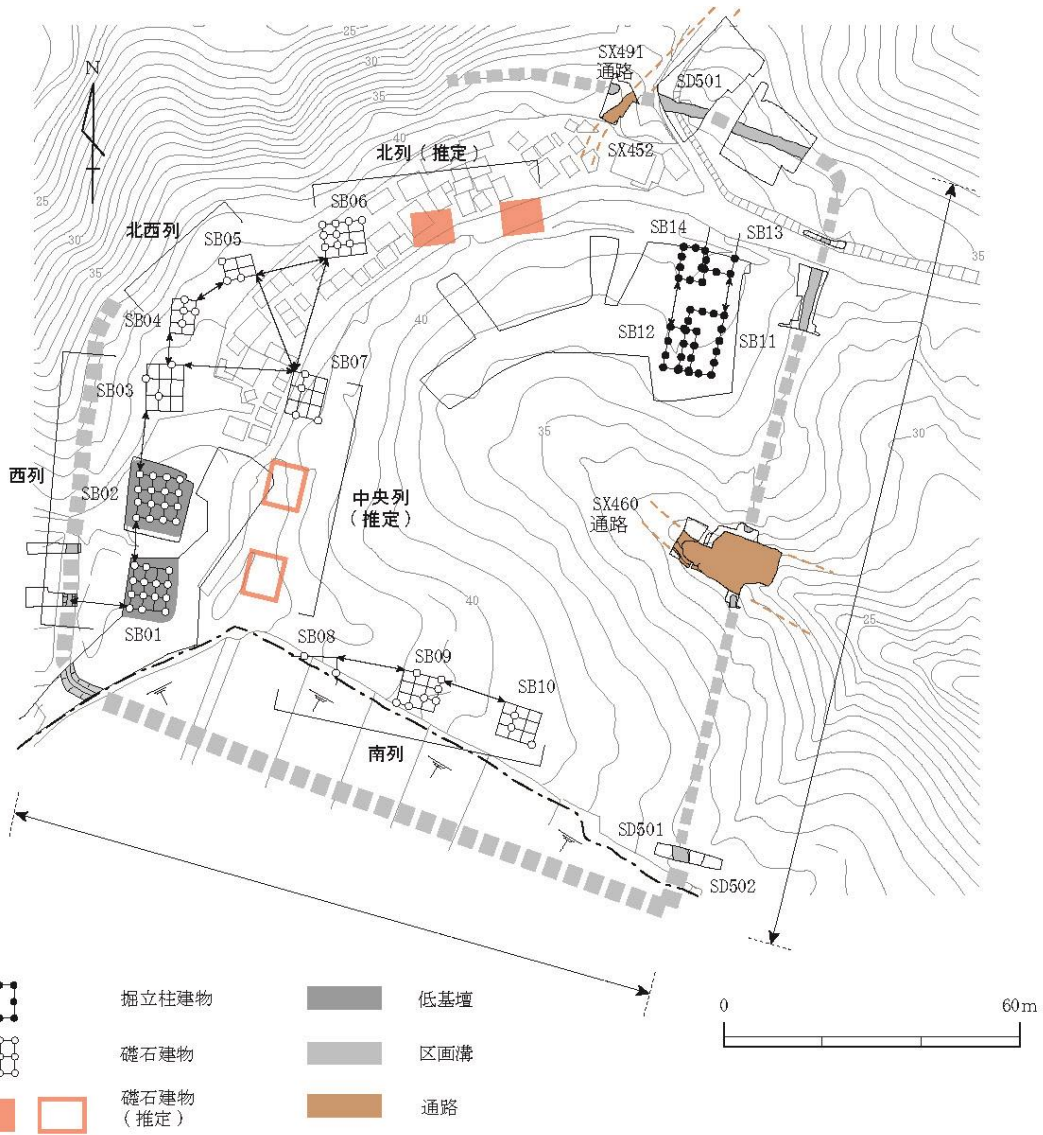 25
30
SX491
通路
SD501
N
35
40
北列（推定）
SX452
25
SB06
北西列
SB14
SB13
SB05
30
35
35
SB04
40
SB12
SB11
SB03
SB07
30
35
西列
SB02
中央列
（推定）
SX460
通路
40
25
SB01
SB08
SB09
SB10
南列
SD501
SD502
掘立柱建物
低基壇
0
60m
礎石建物
区画溝
礎石建物
（推定）
通路